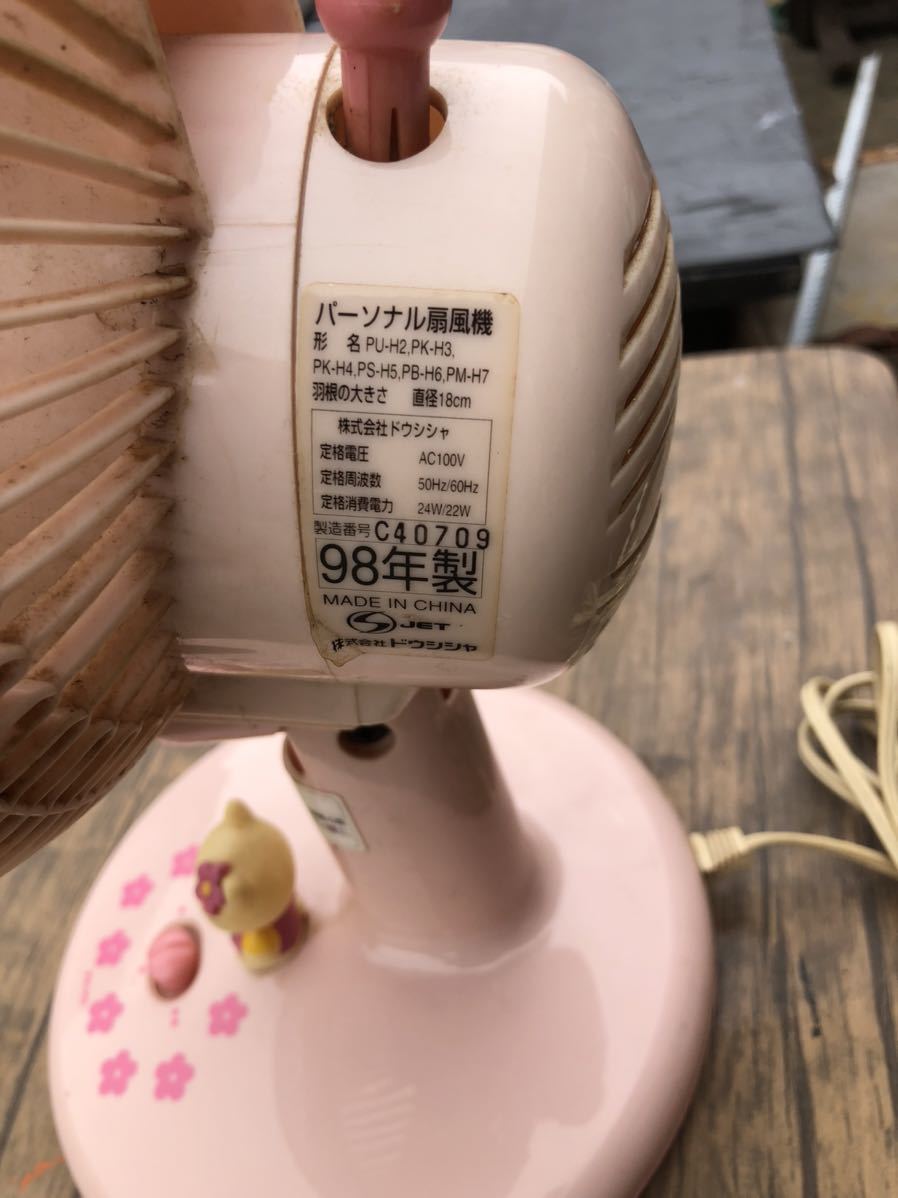 パーソナル扇風機
形 名 PU-H2,PK-H3,
PK-H4,PS-H5,PB-H6,PM-H7
羽根の大きさ 直径18cm
株式会社ドウシシャ
定格電圧 AC100V
定格周波数 50Hz/60Hz
定格消費電力 24W/22W
製造番号 C40709
98年製
MADE IN CHINA
JET
株式会社 ドウシシャ